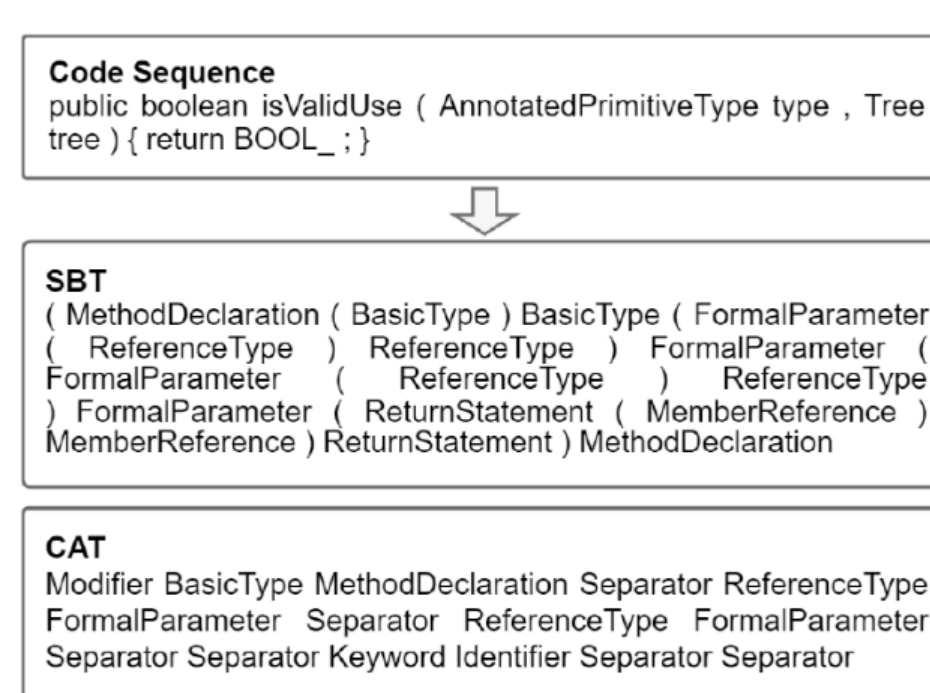 Code Sequence
public boolean isValidUse ( AnnotatedPrimitiveType type , Tree
tree ) { return BOOL_ ; }
SBT
( MethodDeclaration ( BasicType ) BasicType ( FormalParameter
( ReferenceType ) ReferenceType ) FormalParameter (
FormalParameter ( ReferenceType ) ReferenceType
) FormalParameter ( ReturnStatement ( MemberReference )
MemberReference ) ReturnStatement ) MethodDeclaration
CAT
Modifier BasicType MethodDeclaration Separator ReferenceType
FormalParameter Separator ReferenceType FormalParameter
Separator Separator Keyword Identifier Separator Separator